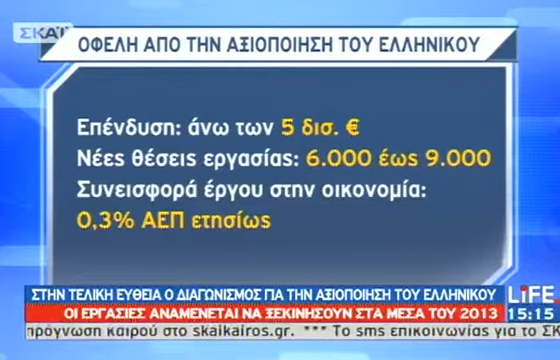 ΣΚΑΪ
ΟΦΕΛΗ ΑΠΟ ΤΗΝ ΑΞΙΟΠΟΙΗΣΗ ΤΟΥ ΕΛΛΗΝΙΚΟΥ
Επένδυση: άνω των 5 δισ. €
Νέες θέσεις εργασίας: 6.000 έως 9.000
Συνεισφορά έργου στην οικονομία:
0,3% ΑΕΠ ετησίως
ΣΤΗΝ ΤΕΛΙΚΗ ΕΥΘΕΙΑ Ο ΔΙΑΓΩΝΙΣΜΟΣ ΓΙΑ ΤΗΝ ΑΞΙΟΠΟΙΗΣΗ ΤΟΥ ΕΛΛΗΝΙΚΟΥ
LiFE
ΟΙ ΕΡΓΑΣΙΕΣ ΑΝΑΜΕΝΕΤΑΙ ΝΑ ΞΕΚΙΝΗΣΟΥΝ ΣΤΑ ΜΕΣΑ ΤΟΥ 2013
15:15
πρόγνωση καιρού στο skaikairos.gr. *** Το sms επικοινωνίας για το ΣΚ